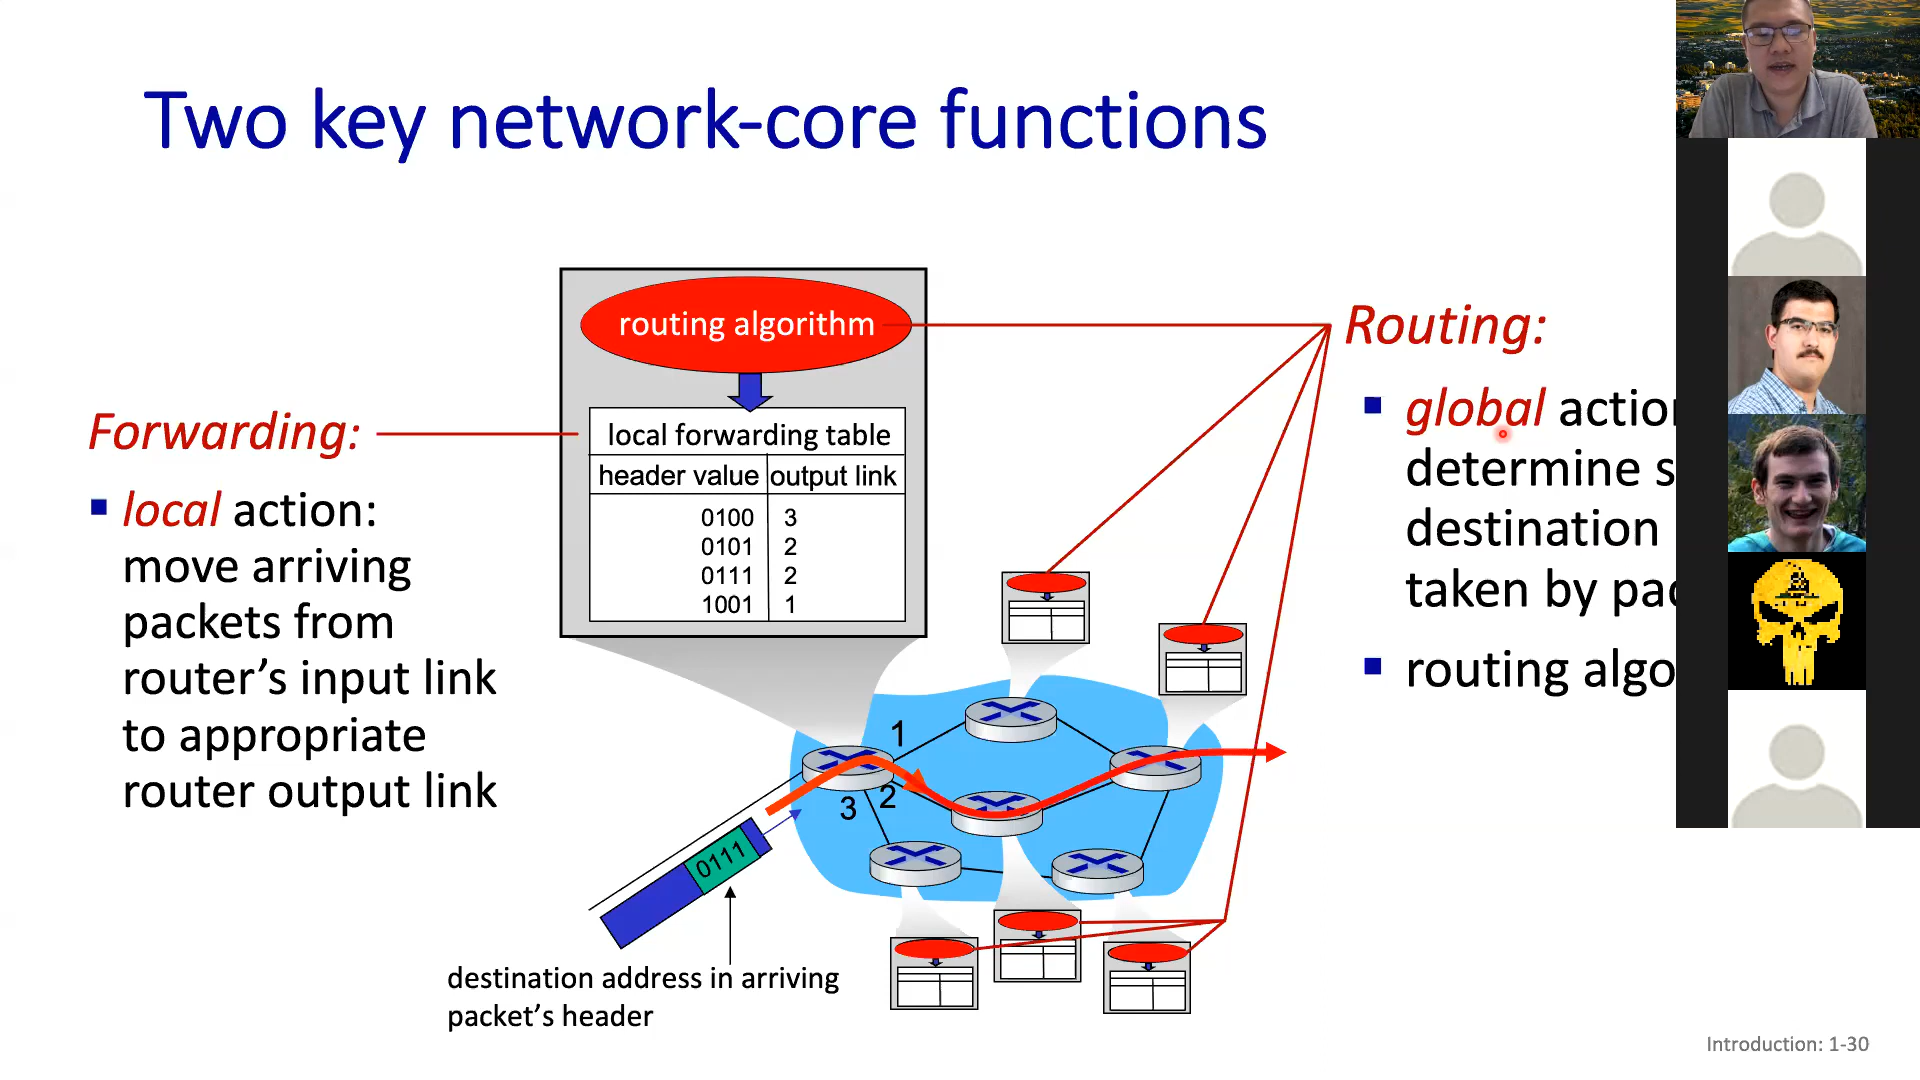 Two key network-core functions
Forwarding:
local action:
move arriving
packets from
router’s input link
to appropriate
router output link
routing algorithm
local forwarding table
header value output link
0100 3
0101 2
0111 2
1001 1
Routing:
global action
determine s
destination
taken by pac
routing algo
1
2
3
0111
destination address in arriving
packet’s header
Introduction: 1-30